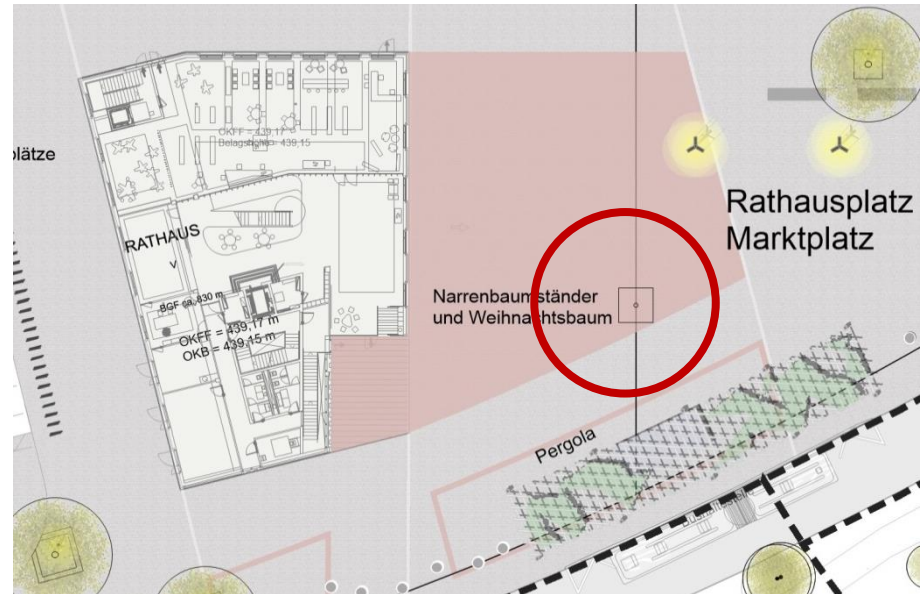 OKFF = 439,17
Belagshöhe= 439,15
plätze
Rathausplatz
Marktplatz
RATHAUS
BGF ca. 830 m
OKFF = 439,17 m
OKB = 439,15 m
Narrenbaumständer
und Weihnachtsbaum
Pergola